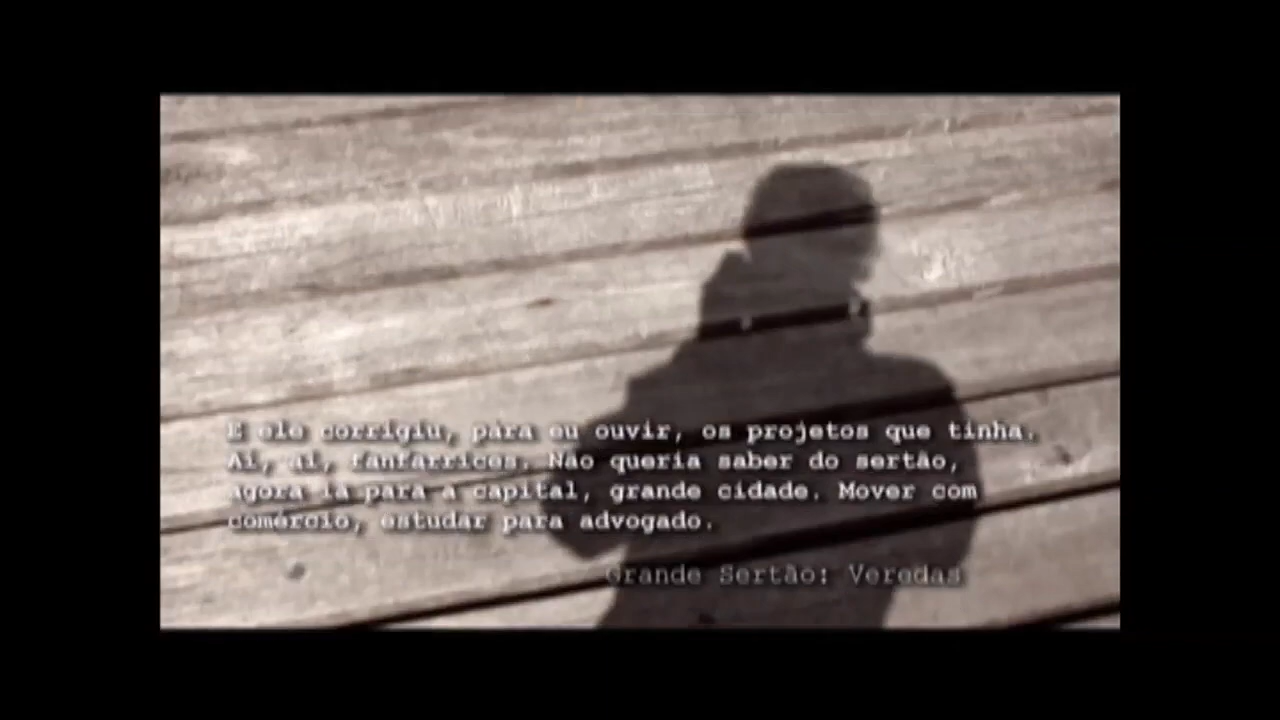 E ele corrigiu, para eu ouvir, os projetos que tinha.
Ai, ai, fanfarrices. Não queria saber do sertão,
agora ia para a capital, grande cidade. Mover com
comércio, estudar para advogado.
Grande Sertão: Veredas